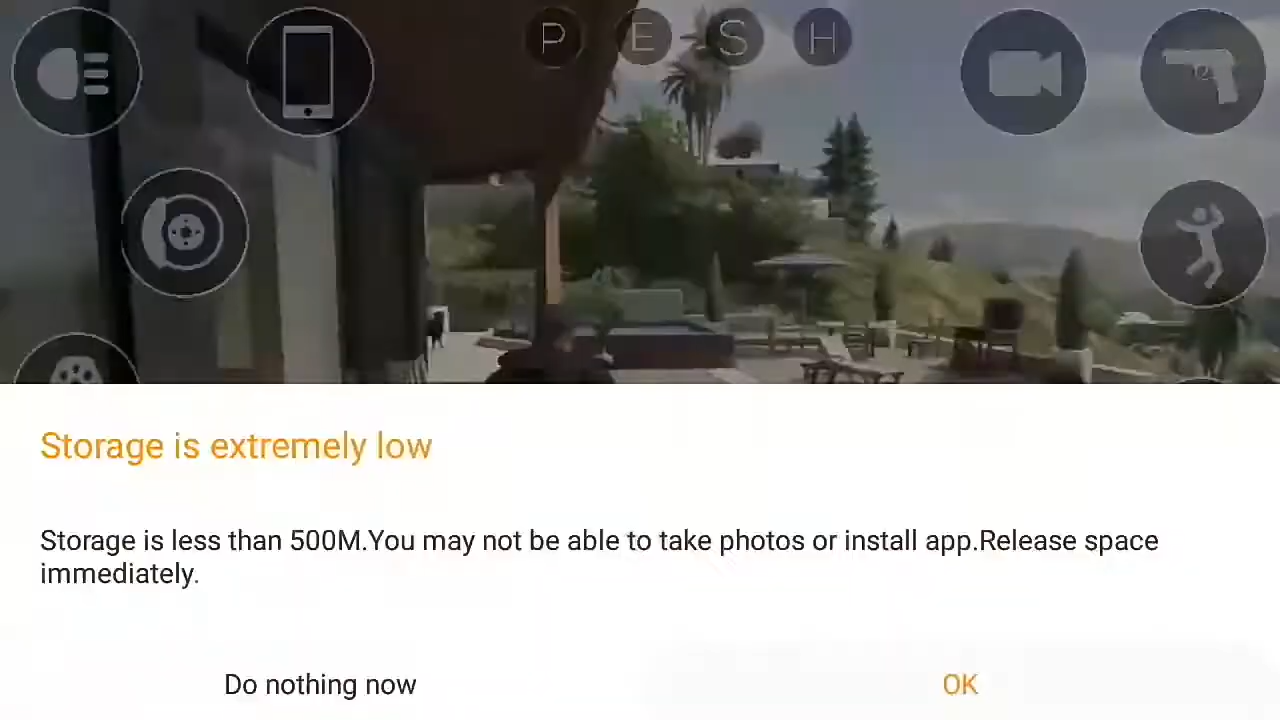 P E S H
Storage is extremely low
Storage is less than 500M.You may not be able to take photos or install app.Release space
immediately.
Do nothing now OK